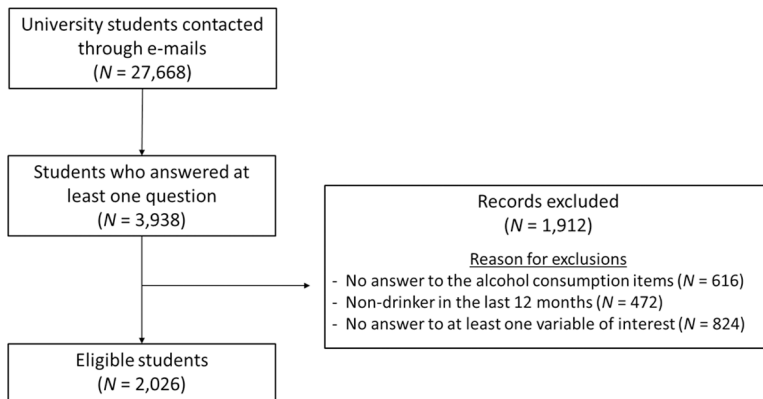 University students contacted
through e-mails
(N = 27,668)
Students who answered at
least one question
(N = 3,938)
Records excluded
(N = 1,912)
Reason for exclusions
- No answer to the alcohol consumption items (N = 616)
- Non-drinker in the last 12 months (N = 472)
- No answer to at least one variable of interest (N = 824)
Eligible students
(N = 2,026)